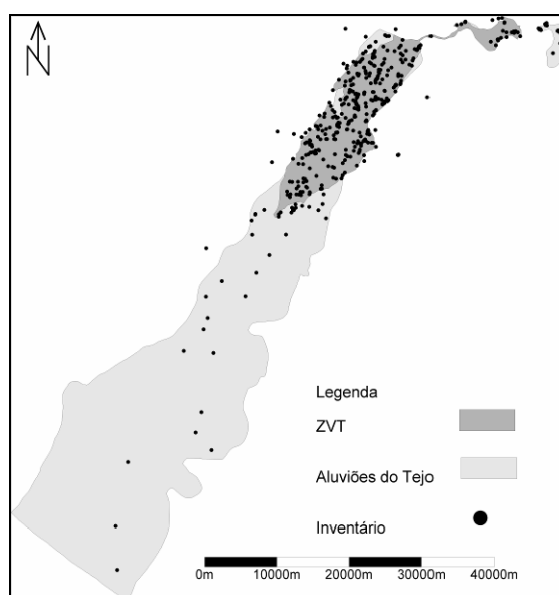 N
Legenda
ZVT
Aluviões do Tejo
Inventário
0m 10000m 20000m 30000m 40000m